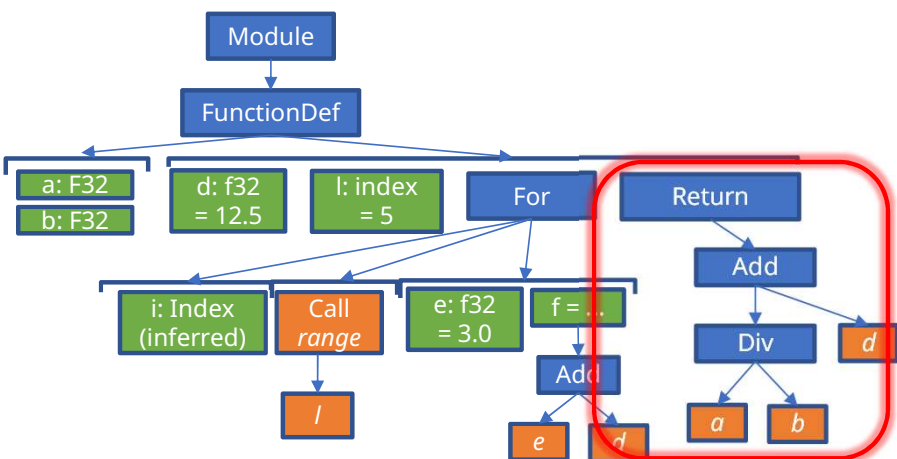 Module
FunctionDef
a: F32
b: F32
d: f32
= 12.5
l: index
= 5
For
Return
i: Index
(inferred)
Call
range
e: f32
= 3.0
f = ...
Add
Div
d
l
Add
e
d
a
b